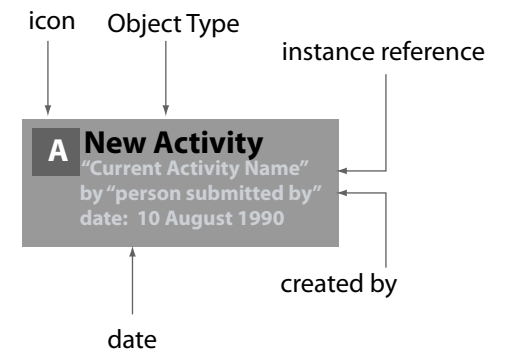 icon
Object Type
instance reference
A
New Activity
“Current Activity Name”
by “person submitted by”
date: 10 August 1990
created by
date